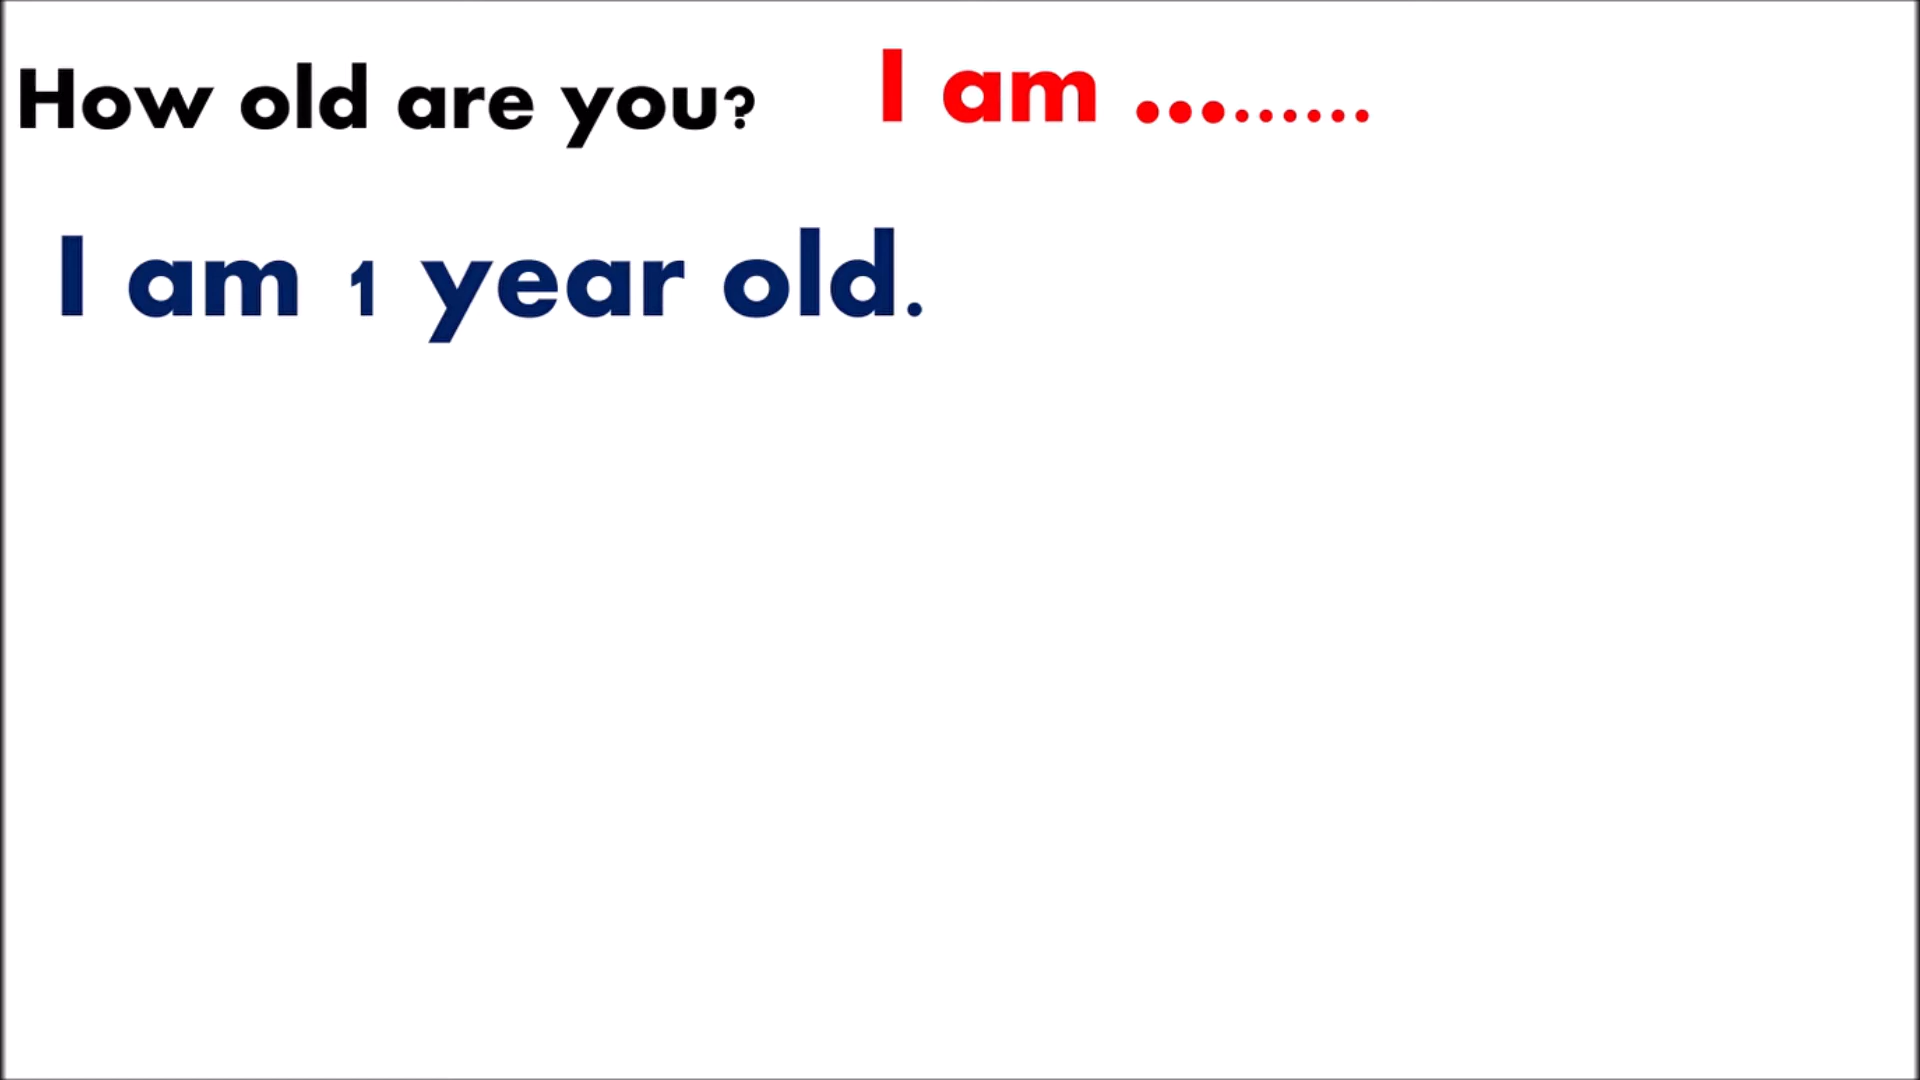 How old are you? I am .........
I am 1 year old.